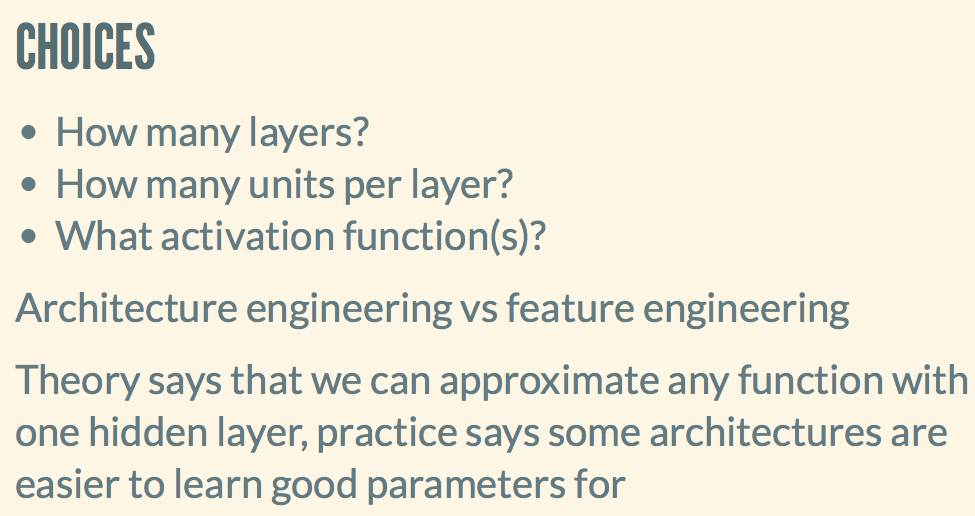 CHOICES
• How many layers?
• How many units per layer?
• What activation function(s)?
Architecture engineering vs feature engineering
Theory says that we can approximate any function with
one hidden layer, practice says some architectures are
easier to learn good parameters for